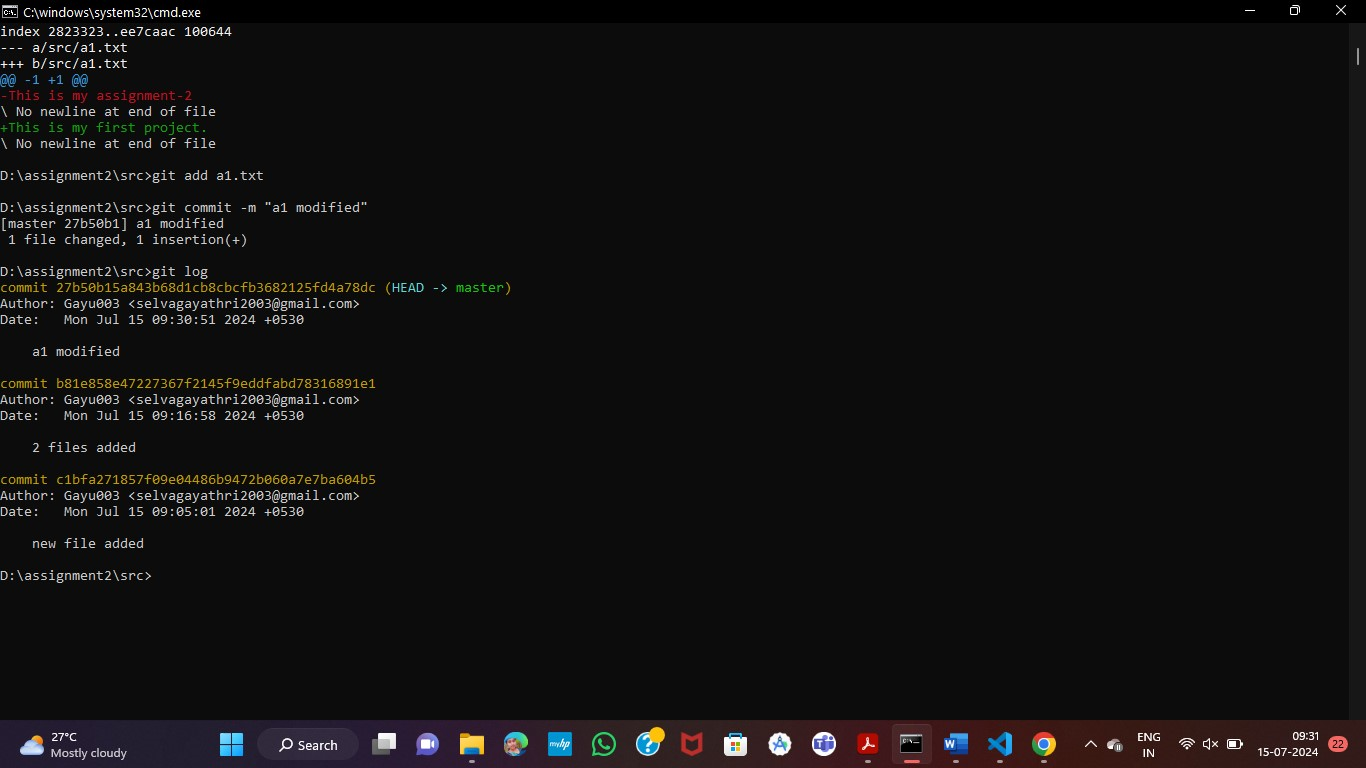 C:\windows\system32\cmd.exe
index 2823323..ee7caac 100644
--- a/src/a1.txt
+++ b/src/a1.txt
@@ -1 +1 @@
-This is my assignment-2
\ No newline at end of file
+This is my first project.
\ No newline at end of file
D:\assignment2\src>git add a1.txt
D:\assignment2\src>git commit -m "a1 modified"
[master 27b50b1] a1 modified
 1 file changed, 1 insertion(+)
D:\assignment2\src>git log
commit 27b50b15a843b68d1cb8cbcfb3682125fd4a78dc (HEAD -> master)
Author: Gayu003 <selvagayathri2003@gmail.com>
Date:   Mon Jul 15 09:30:51 2024 +0530
    a1 modified
commit b81e858e47227367f2145f9eddfabd78316891e1
Author: Gayu003 <selvagayathri2003@gmail.com>
Date:   Mon Jul 15 09:16:58 2024 +0530
    2 files added
commit c1bfa271857f09e04486b9472b060a7e7ba604b5
Author: Gayu003 <selvagayathri2003@gmail.com>
Date:   Mon Jul 15 09:05:01 2024 +0530
    new file added
D:\assignment2\src>
27°C
Mostly cloudy
Search
myhp
ENG
IN
09:31
15-07-2024
22